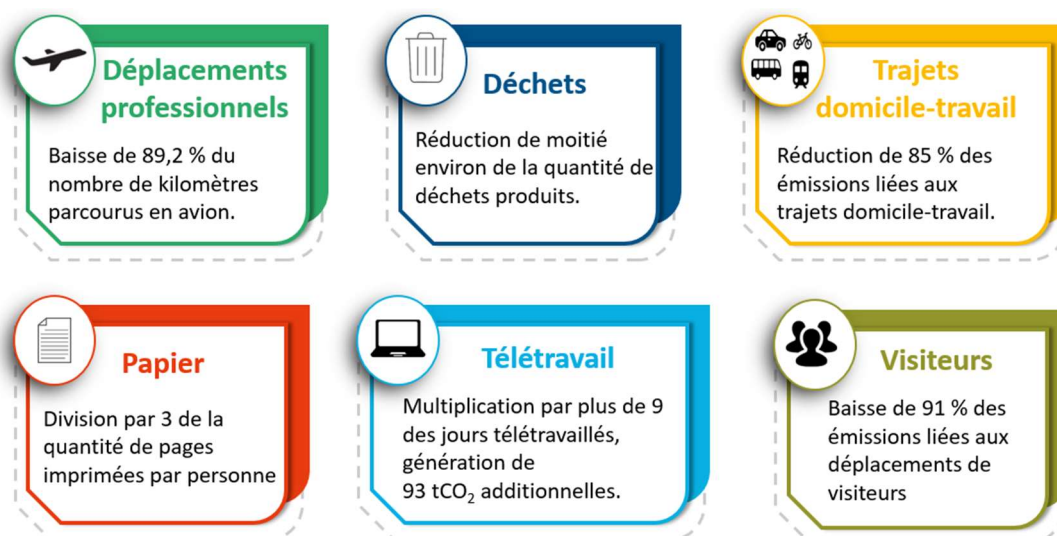 Déplacements
professionnels
Baisse de 89,2 % du
nombre de kilomètres
parcourus en avion.
Déchets
Réduction de moitié
environ de la quantité de
déchets produits.
Trajets
domicile-travail
Réduction de 85 % des
émissions liées aux
trajets domicile-travail.
Papier
Division par 3 de la
quantité de pages
imprimées par personne
Télétravail
Multiplication par plus de 9
des jours télétravaillés,
génération de
93 tCO₂ additionnelles.
Visiteurs
Baisse de 91 % des
émissions liées aux
déplacements de
visiteurs